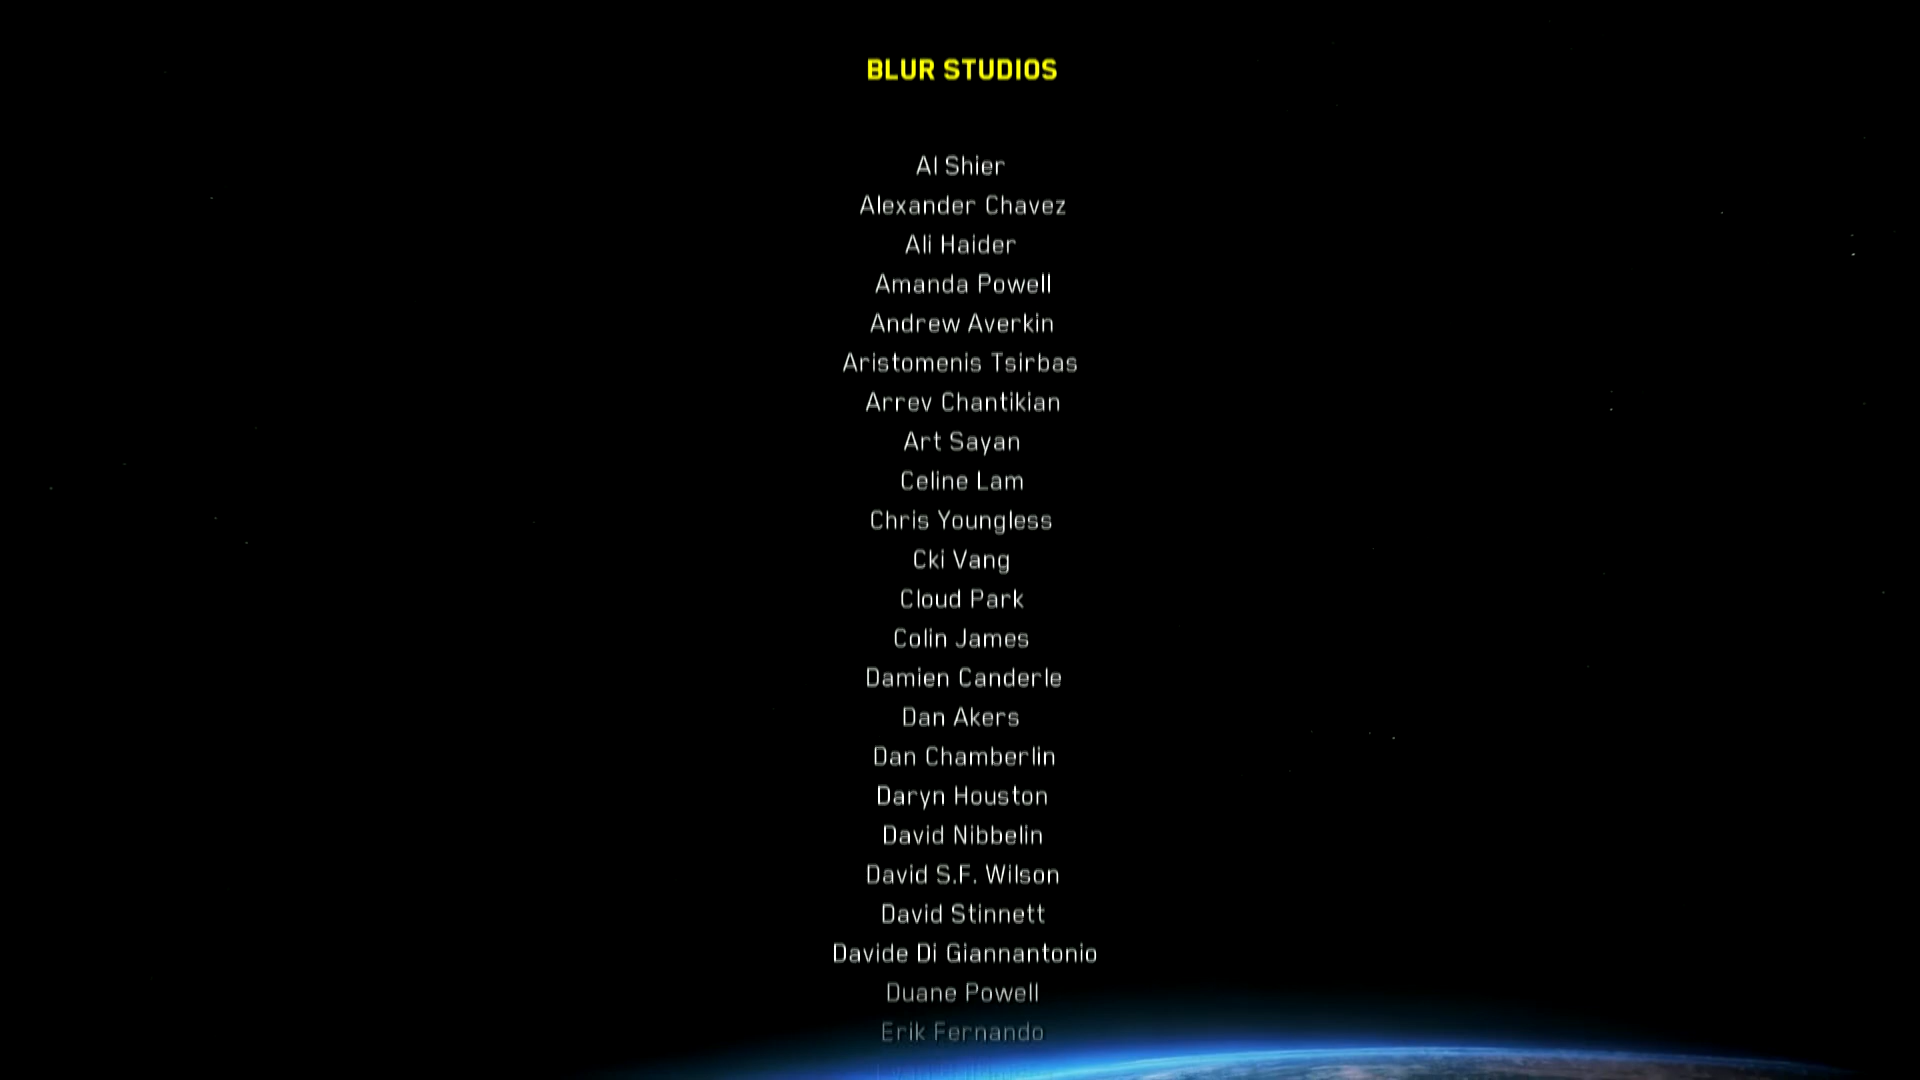 BLUR STUDIOS
Al Shier
Alexander Chavez
Ali Haider
Amanda Powell
Andrew Averkin
Aristomenis Tsirbas
Arrev Chantikian
Art Sayan
Celine Lam
Chris Youngless
Cki Vang
Cloud Park
Colin James
Damien Canderle
Dan Akers
Dan Chamberlin
Daryn Houston
David Nibbelin
David S.F. Wilson
David Stinnett
Davide Di Giannantonio
Duane Powell
Erik Fernando